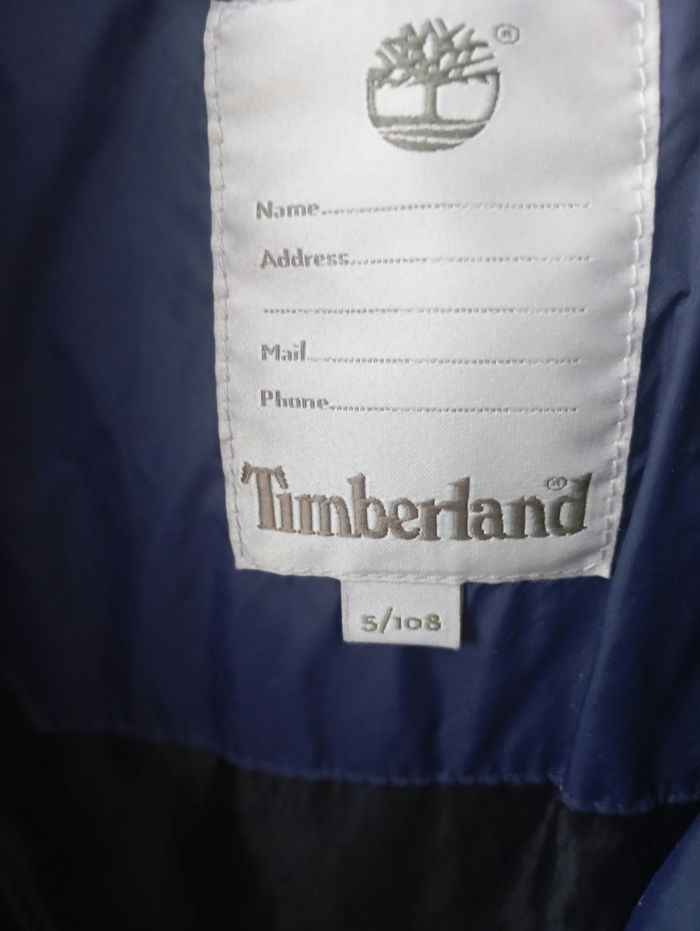 ®
Name
Address
Mail
Phone
Timberland®
5/108